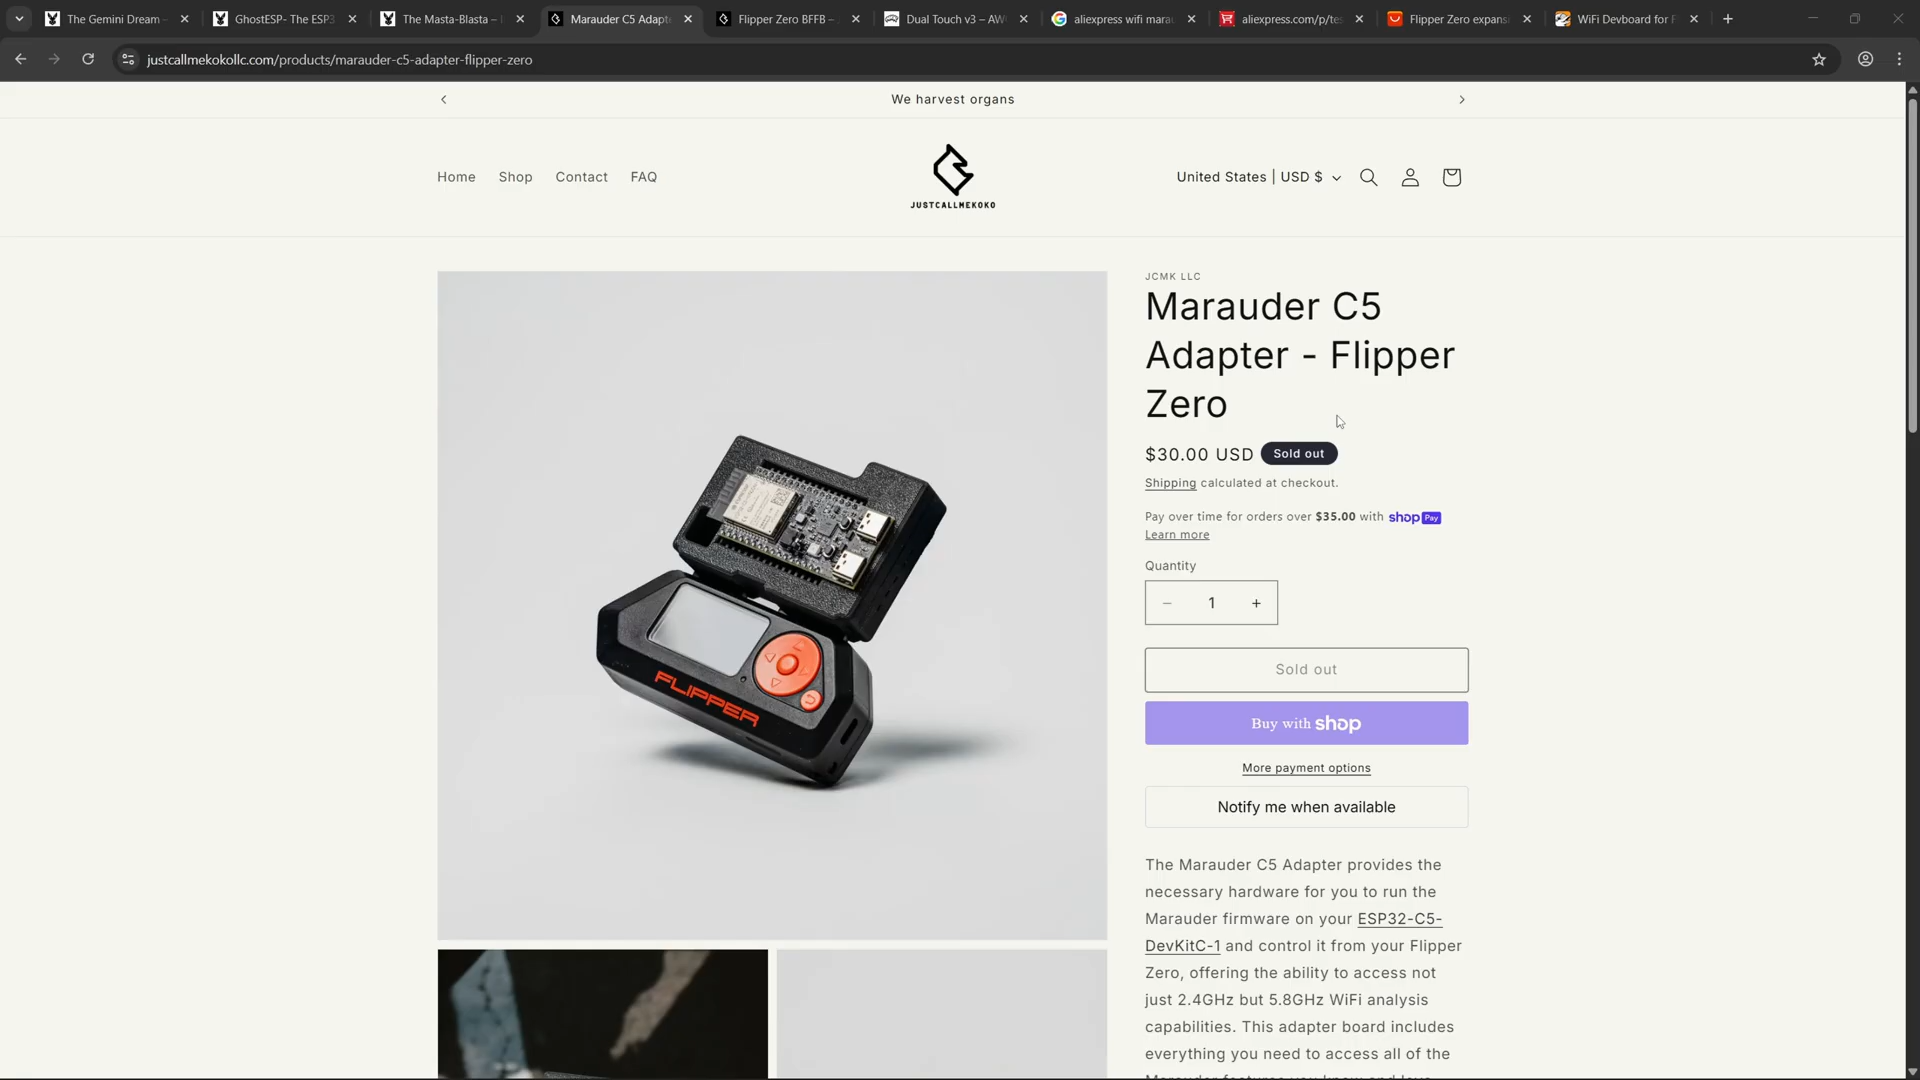 The Gemini Dream
GhostESP- The ESP3
The Masta-Blasta –
Marauder C5 Adapt
Flipper Zero BFFB –
Dual Touch v3 – AW
aliexpress wifi mara
aliexpress.com/p/te
Flipper Zero expans
WiFi Devboard for F
justcallmekokollc.com/products/marauder-c5-adapter-flipper-zero
We harvest organs
Home
Shop
Contact
FAQ
JUSTCALLMEKOKO
United States | USD $
JCMK LLC
Marauder C5
Adapter - Flipper
Zero
$30.00 USD
Sold out
Shipping calculated at checkout.
Pay over time for orders over $35.00 with shop Pay
Learn more
Quantity
− 1 +
Sold out
Buy with shop
More payment options
Notify me when available
The Marauder C5 Adapter provides the
necessary hardware for you to run the
Marauder firmware on your ESP32-C5-
DevKitC-1 and control it from your Flipper
Zero, offering the ability to access not
just 2.4GHz but 5.8GHz WiFi analysis
capabilities. This adapter board includes
everything you need to access all of the
FLIPPER